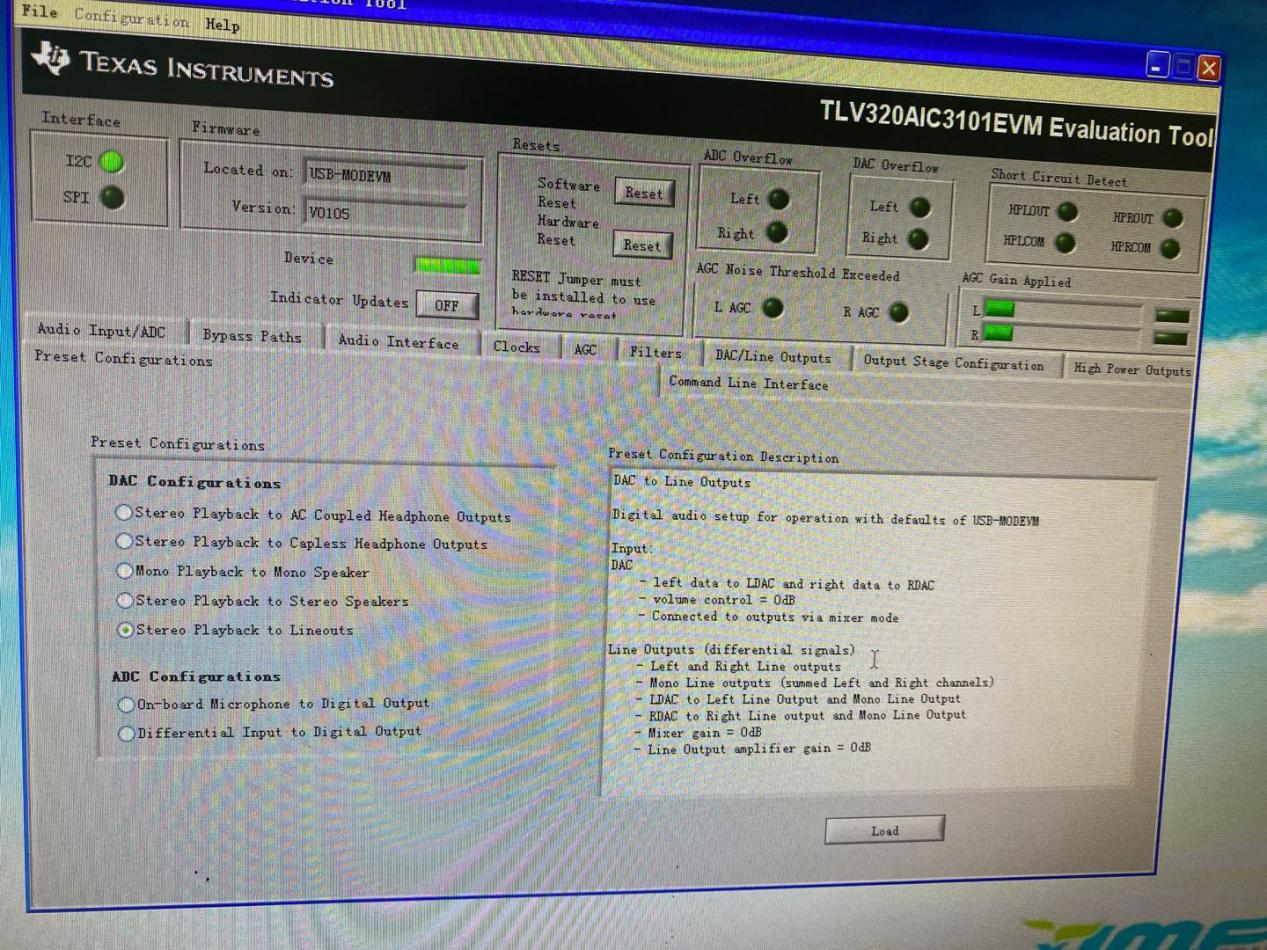 File Configuration Help
TEXAS INSTRUMENTS
TLV320AIC3101EVM Evaluation Tool
Interface
I2C
SPI
Firmware
Located on: USB-MODEVM
Version: V0105
Device
Indicator Updates OFF
Resets
Software Reset Reset
Hardware Reset Reset
RESET Jumper must
be installed to use
hardware reset
ADC Overflow
Left
Right
DAC Overflow
Left
Right
Short Circuit Detect
HPLOUT HPROUT
HPLCOM HPRCOM
AGC Noise Threshold Exceeded
L AGC R AGC
AGC Gain Applied
L
R
Audio Input/ADC Bypass Paths Audio Interface Clocks AGC Filters DAC/Line Outputs Output Stage Configuration High Power Outputs
Preset Configurations Command Line Interface
Preset Configurations
DAC Configurations
Stereo Playback to AC Coupled Headphone Outputs
Stereo Playback to Capless Headphone Outputs
Mono Playback to Mono Speaker
Stereo Playback to Stereo Speakers
Stereo Playback to Lineouts
ADC Configurations
On-board Microphone to Digital Output
Differential Input to Digital Output
Preset Configuration Description
DAC to Line Outputs
Digital audio setup for operation with defaults of USB-MODEVM
Input:
DAC
- left data to LDAC and right data to RDAC
- volume control = 0dB
- Connected to outputs via mixer mode
Line Outputs (differential signals)
- Left and Right Line outputs
- Mono Line outputs (summed Left and Right channels)
- LDAC to Left Line Output and Mono Line Output
- RDAC to Right Line output and Mono Line Output
- Mixer gain = 0dB
- Line Output amplifier gain = 0dB
Load